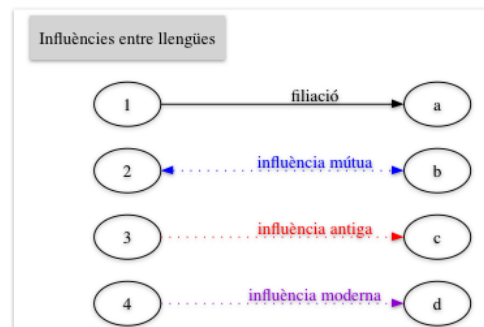 Influències entre llengües
1 filiació a
2 influència mútua b
3 influència antiga c
4 influència moderna d